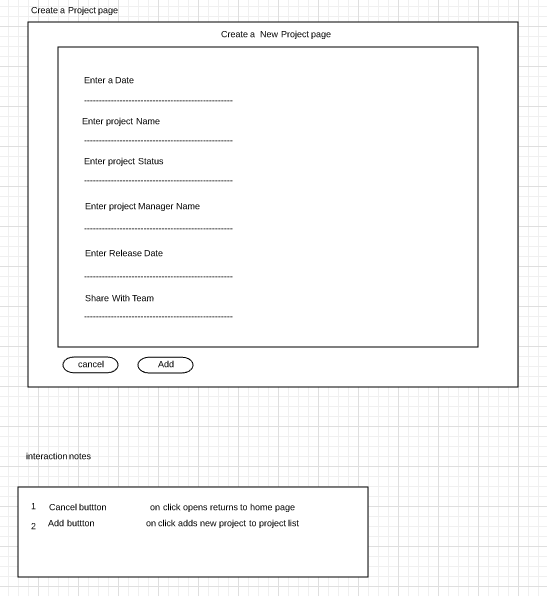 Create a Project page
Create a New Project page
Enter a Date
Enter project Name
Enter project Status
Enter project Manager Name
Enter Release Date
Share With Team
cancel Add
interaction notes
1 Cancel buttton on click opens returns to home page
2 Add buttton on click adds new project to project list